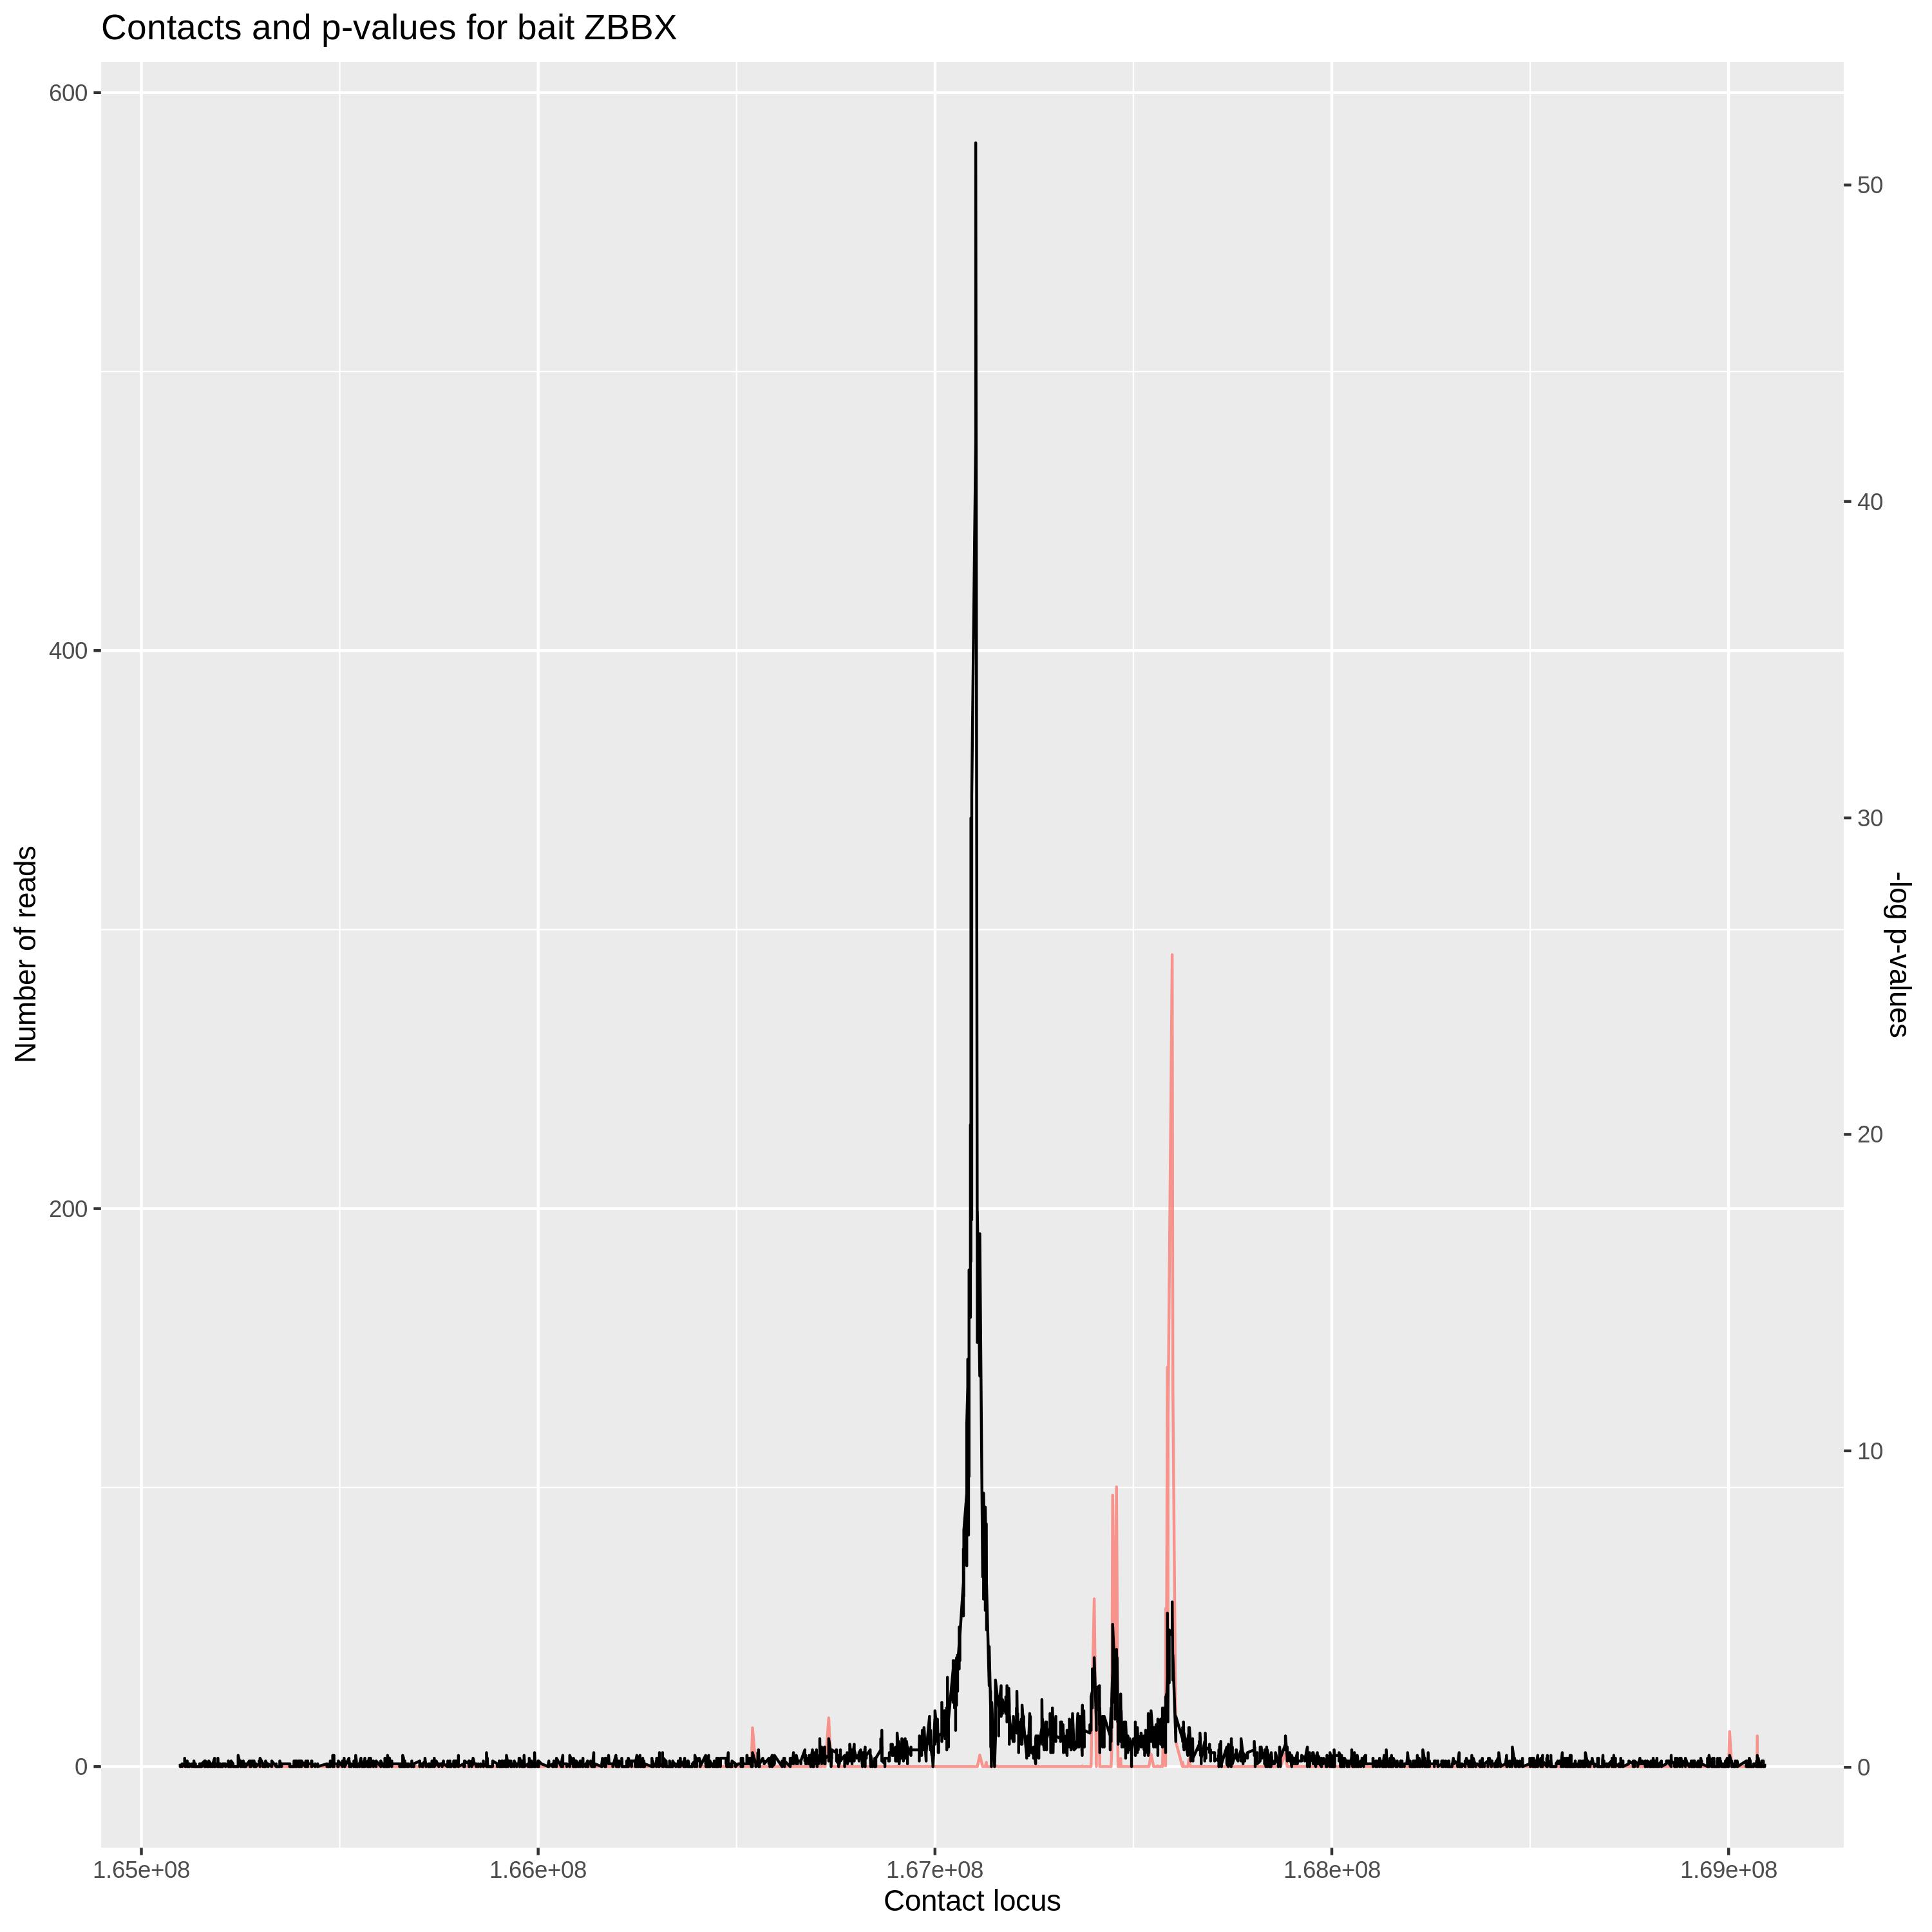 Contacts and p-values for bait ZBBX
600
400
200
0
Number of reads
50
40
30
20
10
0
-log p-values
1.65e+08
1.66e+08
1.67e+08
1.68e+08
1.69e+08
Contact locus